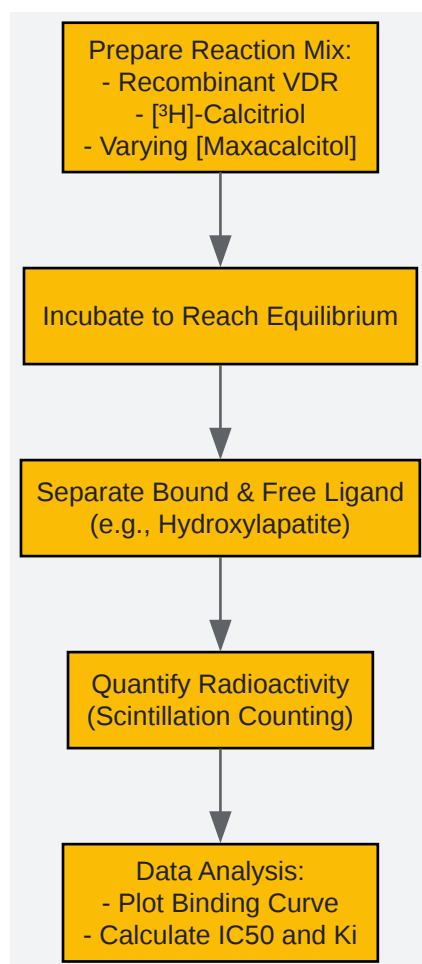 Prepare Reaction Mix:
- Recombinant VDR
- [³H]-Calcitriol
- Varying [Maxacalcitol]
Incubate to Reach Equilibrium
Separate Bound & Free Ligand
(e.g., Hydroxylapatite)
Quantify Radioactivity
(Scintillation Counting)
Data Analysis:
- Plot Binding Curve
- Calculate IC50 and Ki